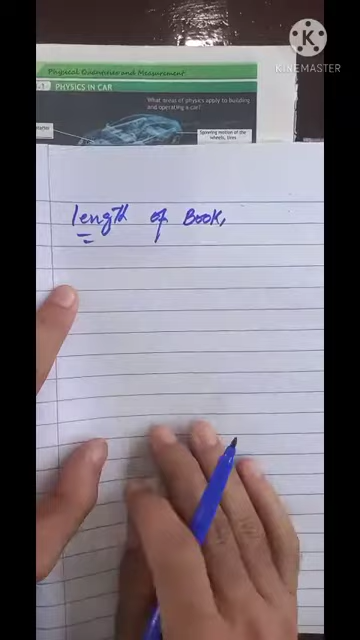 KINEMASTER
Physical Quantities and Measurement
PHYSICS IN CAR
What areas of physics apply to building
and operating a car?
Spinning motion of the
wheels, tires
length of Book,